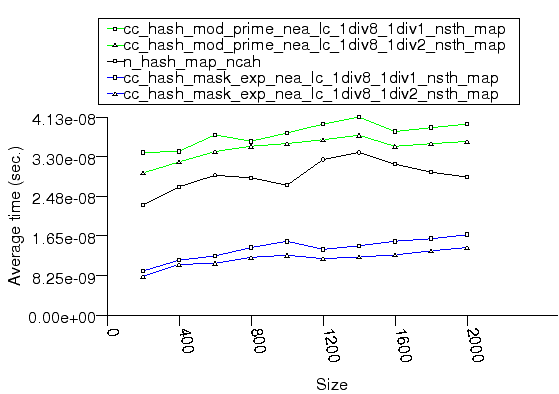 cc_hash_mod_prime_nea_lc_1div8_1div1_nsth_map
cc_hash_mod_prime_nea_lc_1div8_1div2_nsth_map
n_hash_map_ncah
cc_hash_mask_exp_nea_lc_1div8_1div1_nsth_map
cc_hash_mask_exp_nea_lc_1div8_1div2_nsth_map
4.13e-08
3.30e-08
2.48e-08
1.65e-08
8.25e-09
0.00e+00
Average time (sec.)
0 400 800 1200 1600 2000
Size